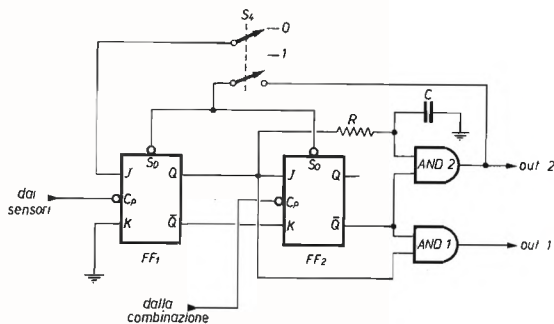 S4
0
1
R
C
SD
J
Q
CP
K
Q̄
FF1
SD
J
Q
CP
K
Q̄
FF2
AND 2
AND 1
out 2
out 1
dai
sensori
dalla
combinazione